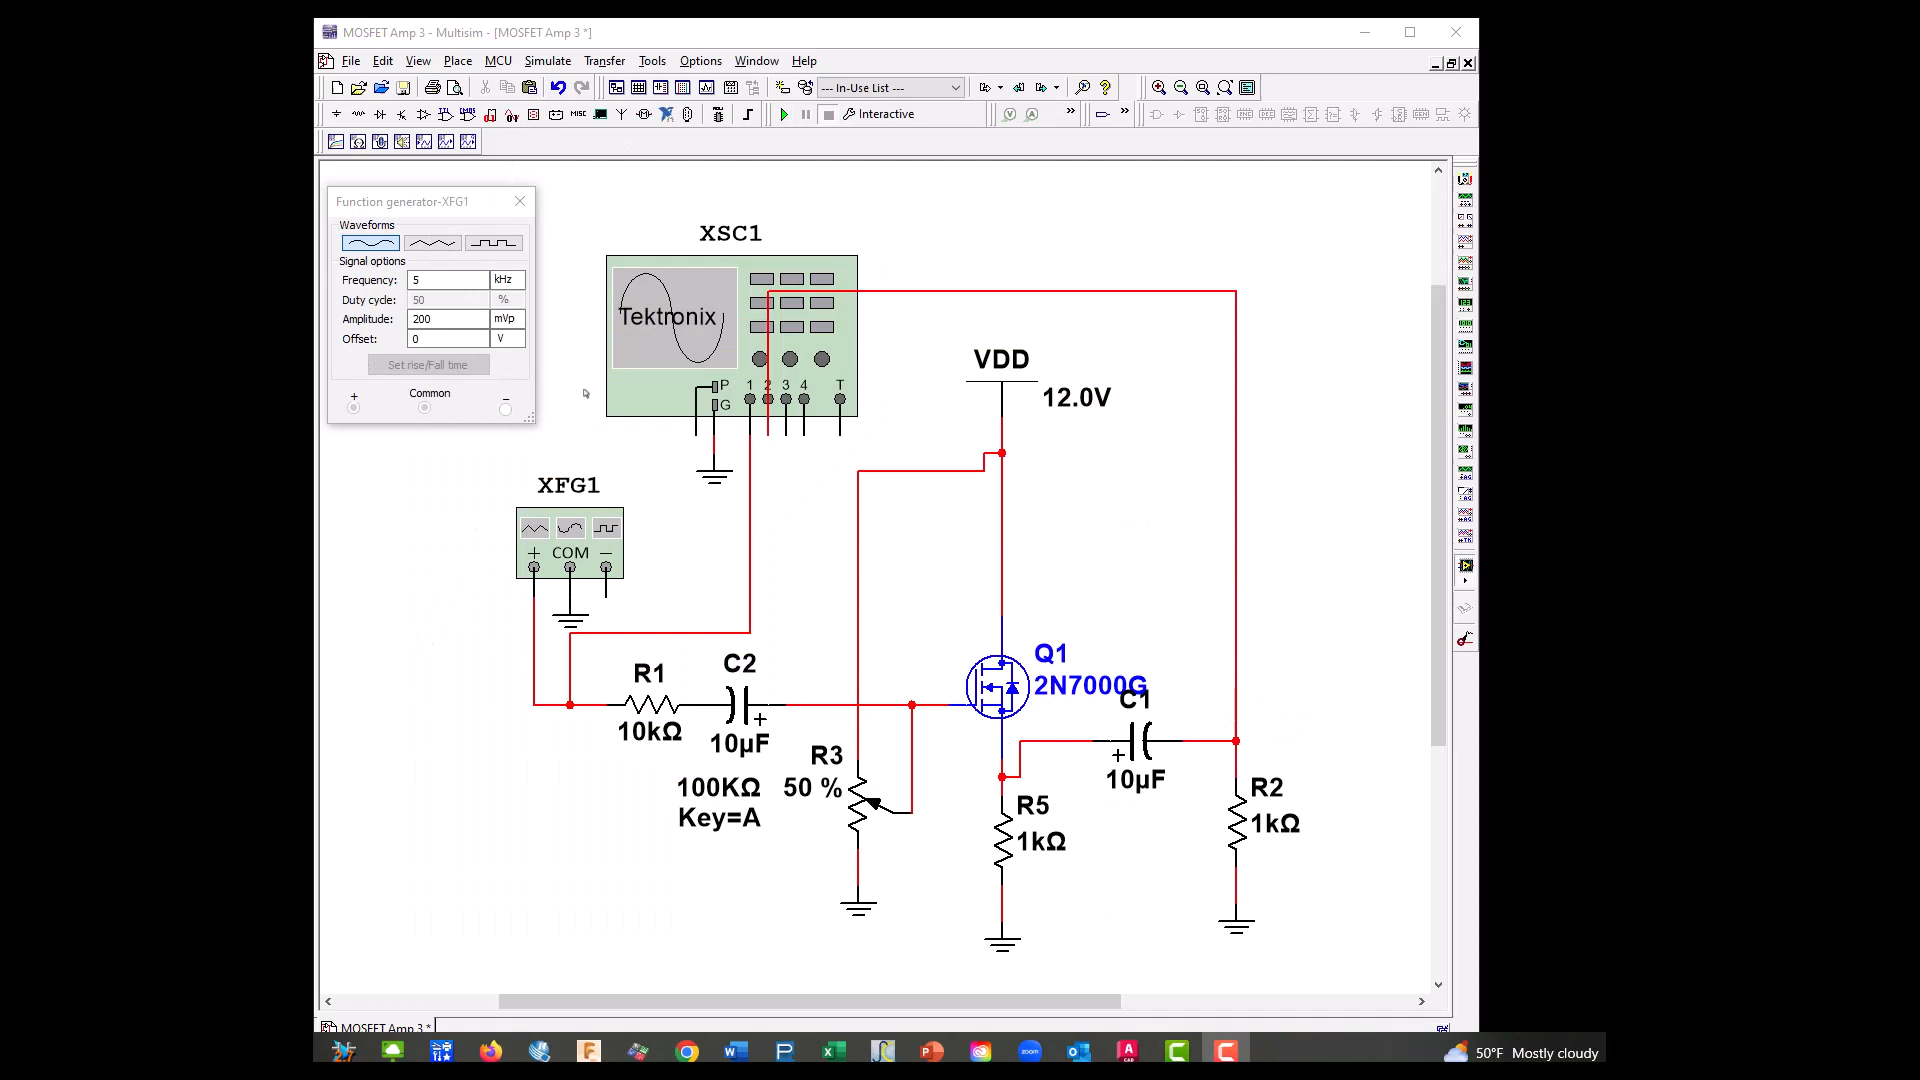 MOSFET Amp 3 - Multisim - [MOSFET Amp 3 *]
File Edit View Place MCU Simulate Transfer Tools Options Window Help
--- In-Use List ---
Interactive
Function generator-XFG1
Waveforms
Signal options
Frequency: 5 kHz
Duty cycle: 50 %
Amplitude: 200 mVp
Offset: 0 V
Set rise/Fall time
+ Common −
XSC1
Tektronix
P 1 2 3 4 T
G
VDD
12.0V
XFG1
+ COM −
Q1
2N7000G
R1
10kΩ
C2
+
10µF
C1
+
10µF
R3
100KΩ 50 %
Key=A
R5
1kΩ
R2
1kΩ
MOSFET Amp 3 *
50°F Mostly cloudy